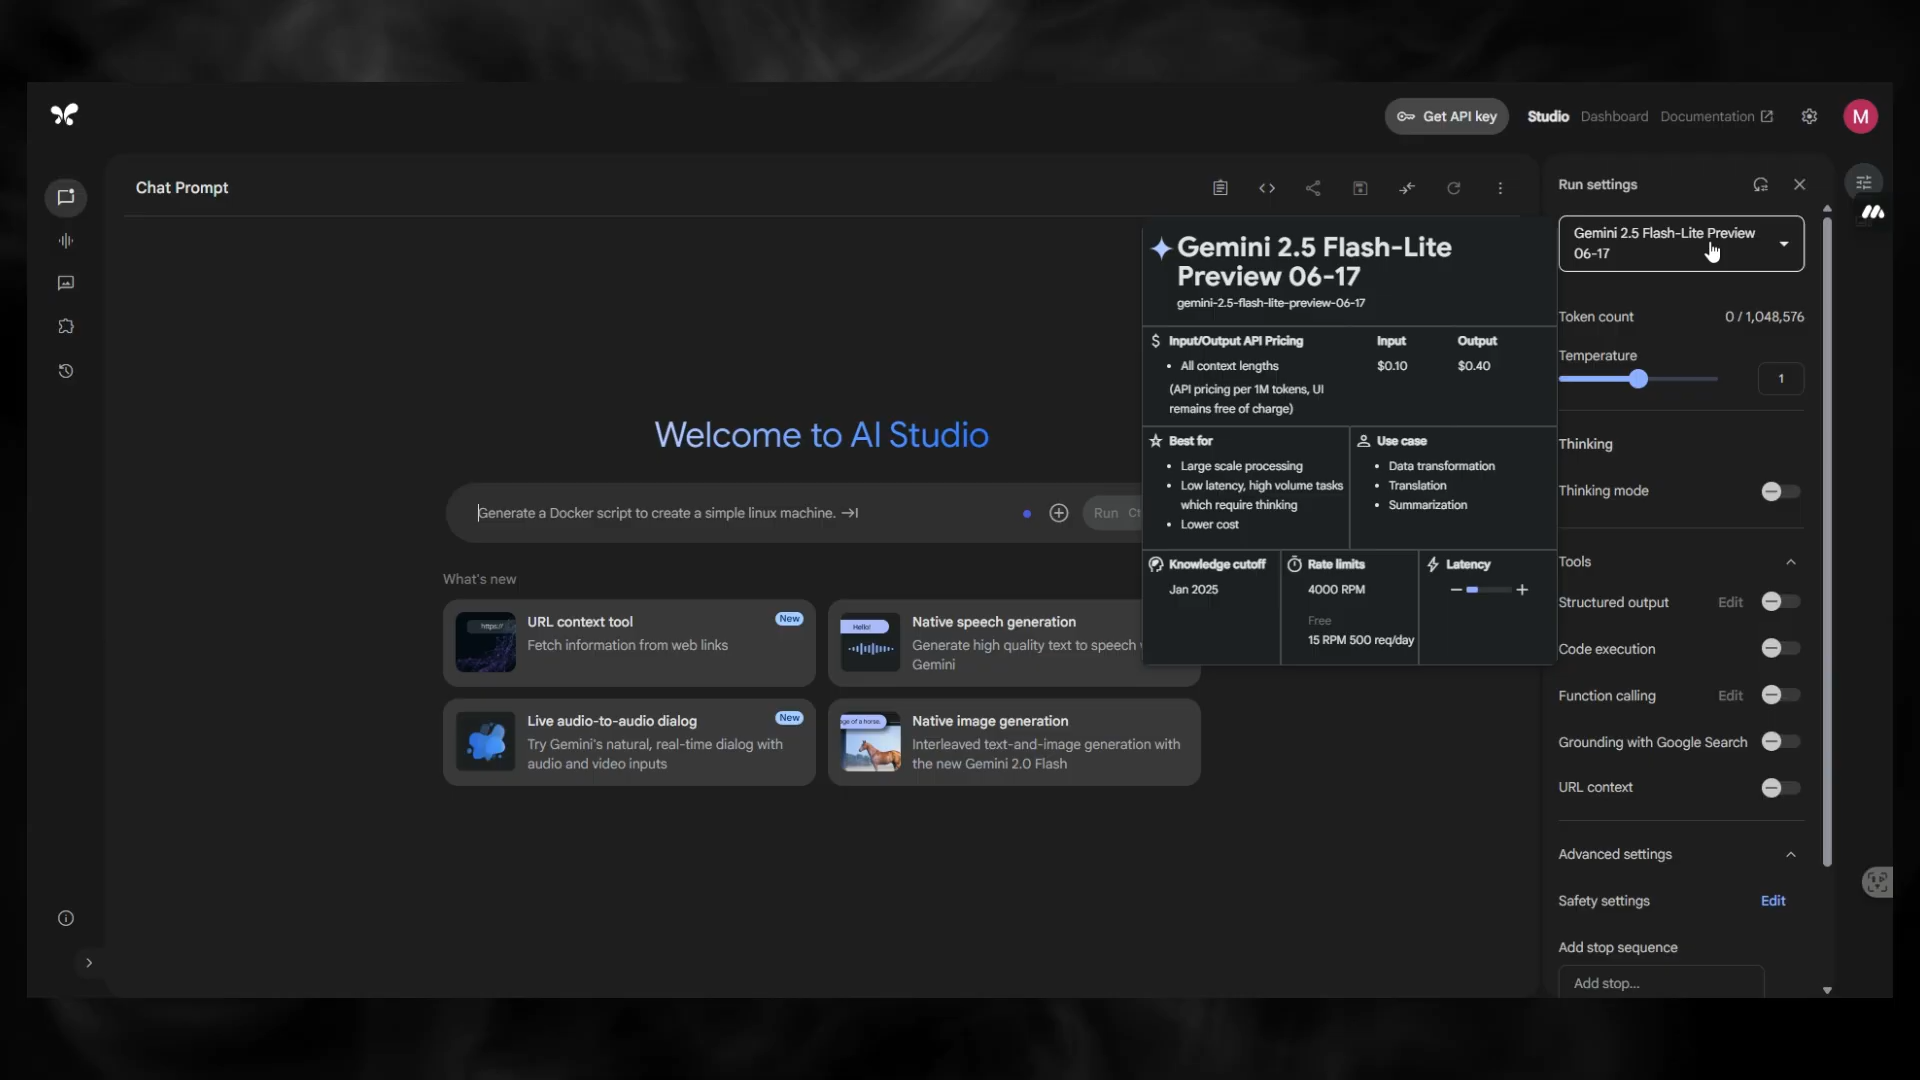 Get API key
Studio Dashboard Documentation
M
Chat Prompt
Run settings
Gemini 2.5 Flash-Lite Preview
06-17
Gemini 2.5 Flash-Lite
Preview 06-17
gemini-2.5-flash-lite-preview-06-17
Input/Output API Pricing Input Output
• All context lengths $0.10 $0.40
(API pricing per 1M tokens, UI
remains free of charge)
Best for
• Large scale processing
• Low latency, high volume tasks
which require thinking
• Lower cost
Use case
• Data transformation
• Translation
• Summarization
Knowledge cutoff
Jan 2025
Rate limits
4000 RPM
Free
15 RPM 500 req/day
Latency
Token count 0 / 1,048,576
Temperature
1
Thinking
Thinking mode
Tools
Structured output Edit
Code execution
Function calling Edit
Grounding with Google Search
URL context
Advanced settings
Safety settings Edit
Add stop sequence
Add stop...
Welcome to AI Studio
Generate a Docker script to create a simple linux machine.
Run
What's new
https://
URL context tool New
Fetch information from web links
Hello!
Native speech generation
Generate high quality text to speech
Gemini
Live audio-to-audio dialog New
Try Gemini's natural, real-time dialog with
audio and video inputs
of a horse.
Native image generation
Interleaved text-and-image generation with
the new Gemini 2.0 Flash